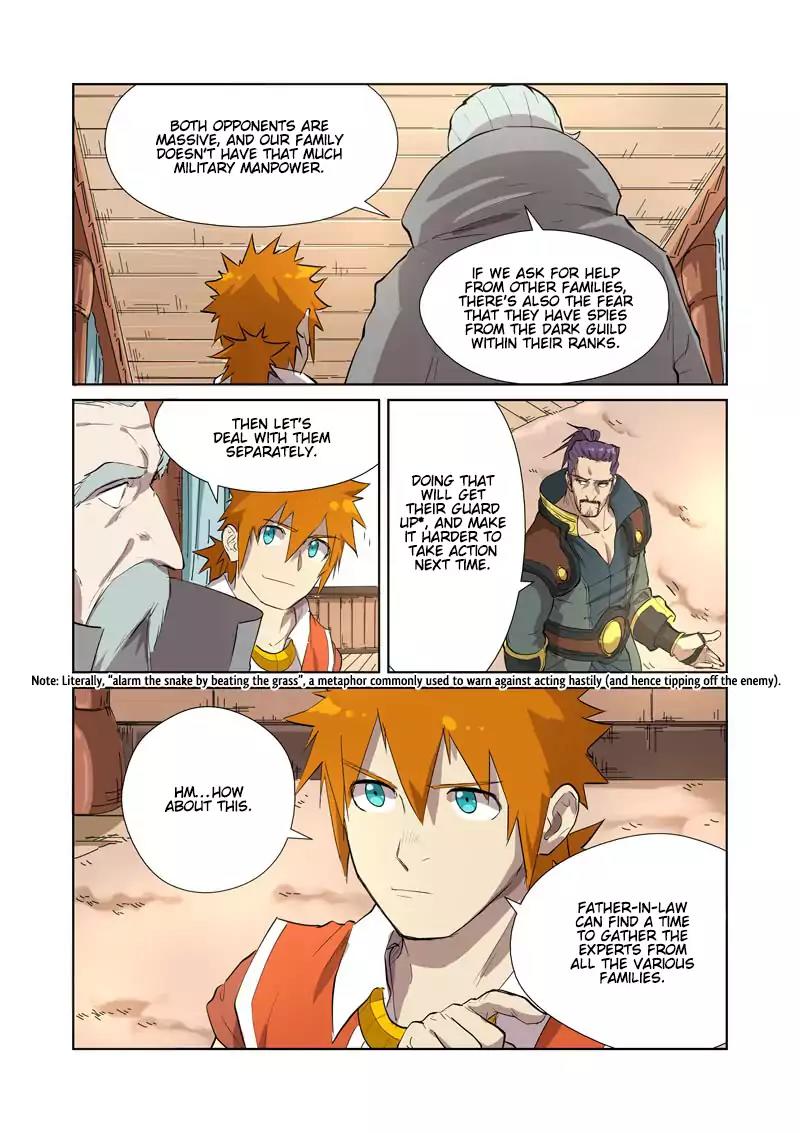 BOTH OPPONENTS ARE
MASSIVE, AND OUR FAMILY
DOESN'T HAVE THAT MUCH
MILITARY MANPOWER.
IF WE ASK FOR HELP
FROM OTHER FAMILIES,
THERE'S ALSO THE FEAR
THAT THEY HAVE SPIES
FROM THE DARK GUILD
WITHIN THEIR RANKS.
THEN LET'S
DEAL WITH THEM
SEPARATELY.
DOING THAT
WILL GET
THEIR GUARD
UP*, AND MAKE
IT HARDER TO
TAKE ACTION
NEXT TIME.
Note: Literally, "alarm the snake by beating the grass", a metaphor commonly used to warn against acting hastily (and hence tipping off the enemy).
HM...HOW
ABOUT THIS.
FATHER-IN-LAW
CAN FIND A TIME
TO GATHER THE
EXPERTS FROM
ALL THE VARIOUS
FAMILIES.